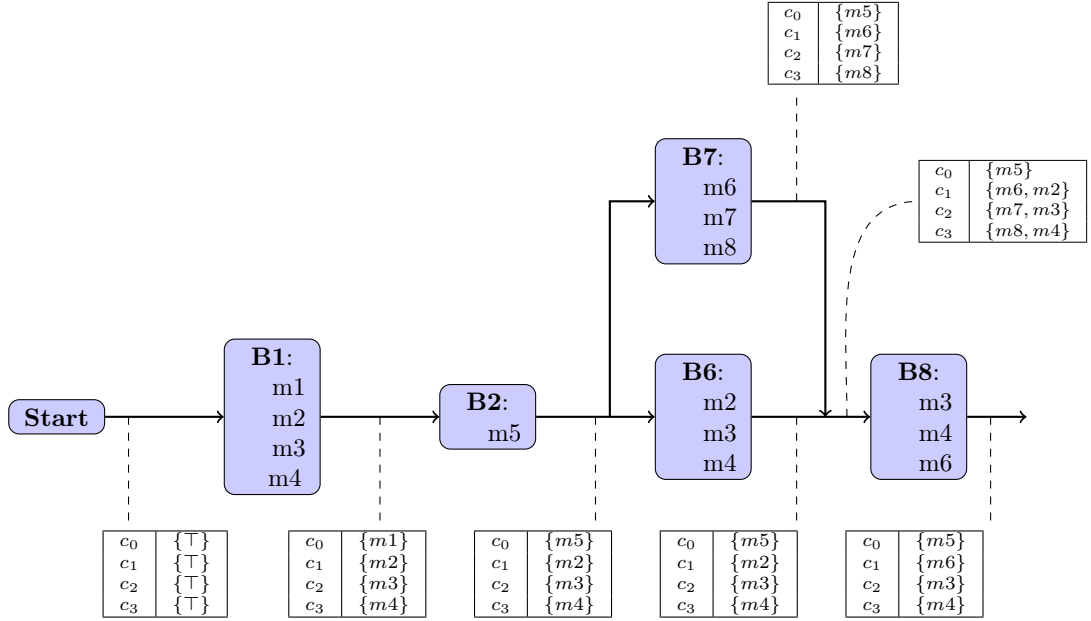 c₀ {m5}
c₁ {m6}
c₂ {m7}
c₃ {m8}
B7:
m6
m7
m8
c₀ {m5}
c₁ {m6, m2}
c₂ {m7, m3}
c₃ {m8, m4}
Start
B1:
m1
m2
m3
m4
B2:
m5
B6:
m2
m3
m4
B8:
m3
m4
m6
c₀ {⊤}
c₁ {⊤}
c₂ {⊤}
c₃ {⊤}
c₀ {m1}
c₁ {m2}
c₂ {m3}
c₃ {m4}
c₀ {m5}
c₁ {m2}
c₂ {m3}
c₃ {m4}
c₀ {m5}
c₁ {m2}
c₂ {m3}
c₃ {m4}
c₀ {m5}
c₁ {m6}
c₂ {m3}
c₃ {m4}